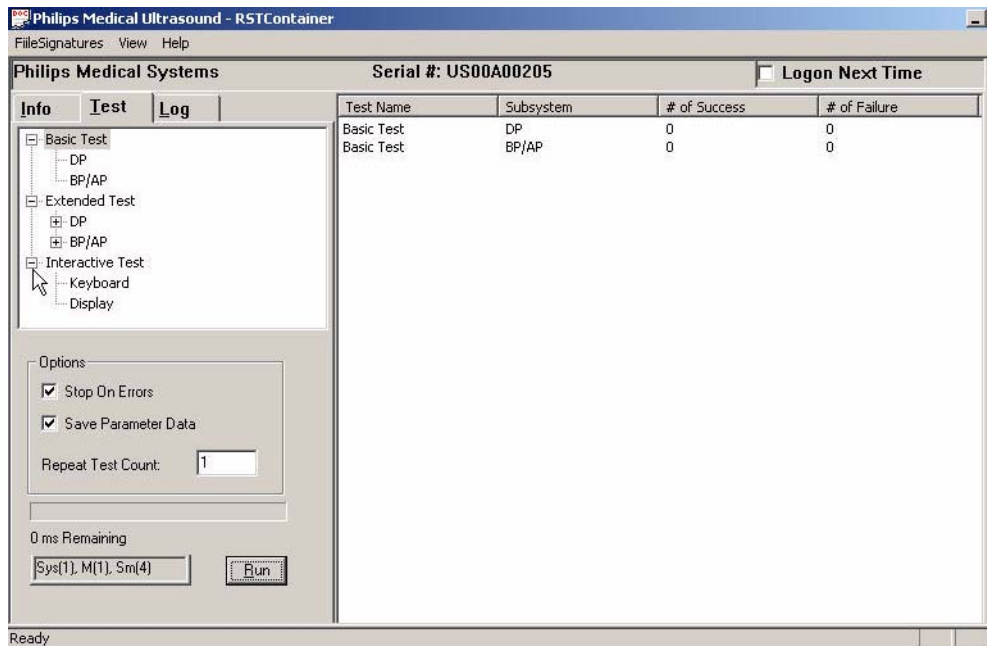 Philips Medical Ultrasound - RSTContainer
FiileSignatures View Help
Philips Medical Systems Serial #: US00A00205 Logon Next Time
Info Test Log
Basic Test
DP
BP/AP
Extended Test
DP
BP/AP
Interactive Test
Keyboard
Display
Options
Stop On Errors
Save Parameter Data
Repeat Test Count: 1
0 ms Remaining
Sys(1), M(1), Sm(4) Run
Test Name Subsystem # of Success # of Failure
Basic Test DP 0 0
Basic Test BP/AP 0 0
Ready